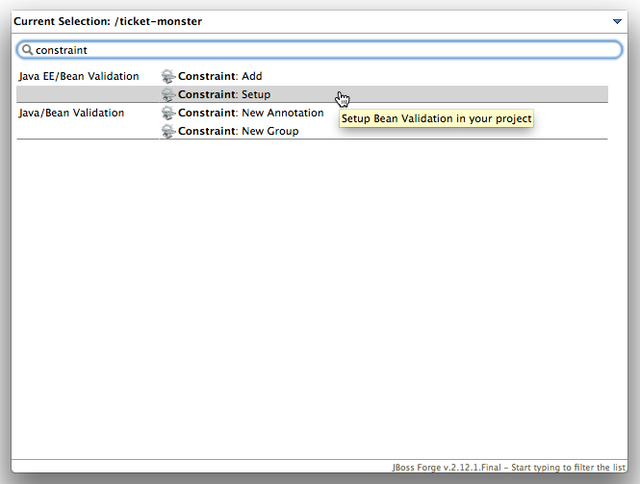 Current Selection: /ticket-monster
constraint
Java EE/Bean Validation Constraint: Add
Constraint: Setup
Java/Bean Validation Constraint: New Annotation
Setup Bean Validation in your project
Constraint: New Group
JBoss Forge v.2.12.1.Final - Start typing to filter the list